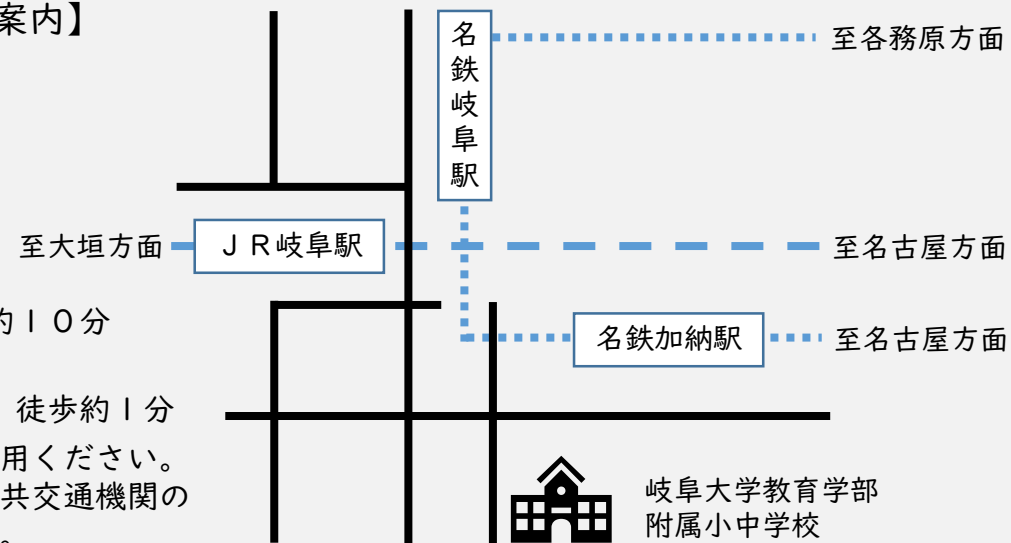 案内】
名鉄岐阜駅
至各務原方面
至大垣方面
ＪＲ岐阜駅
至名古屋方面
約１０分
名鉄加納駅
至名古屋方面
徒歩約１分
用ください。
共交通機関の
岐阜大学教育学部
附属小中学校
。